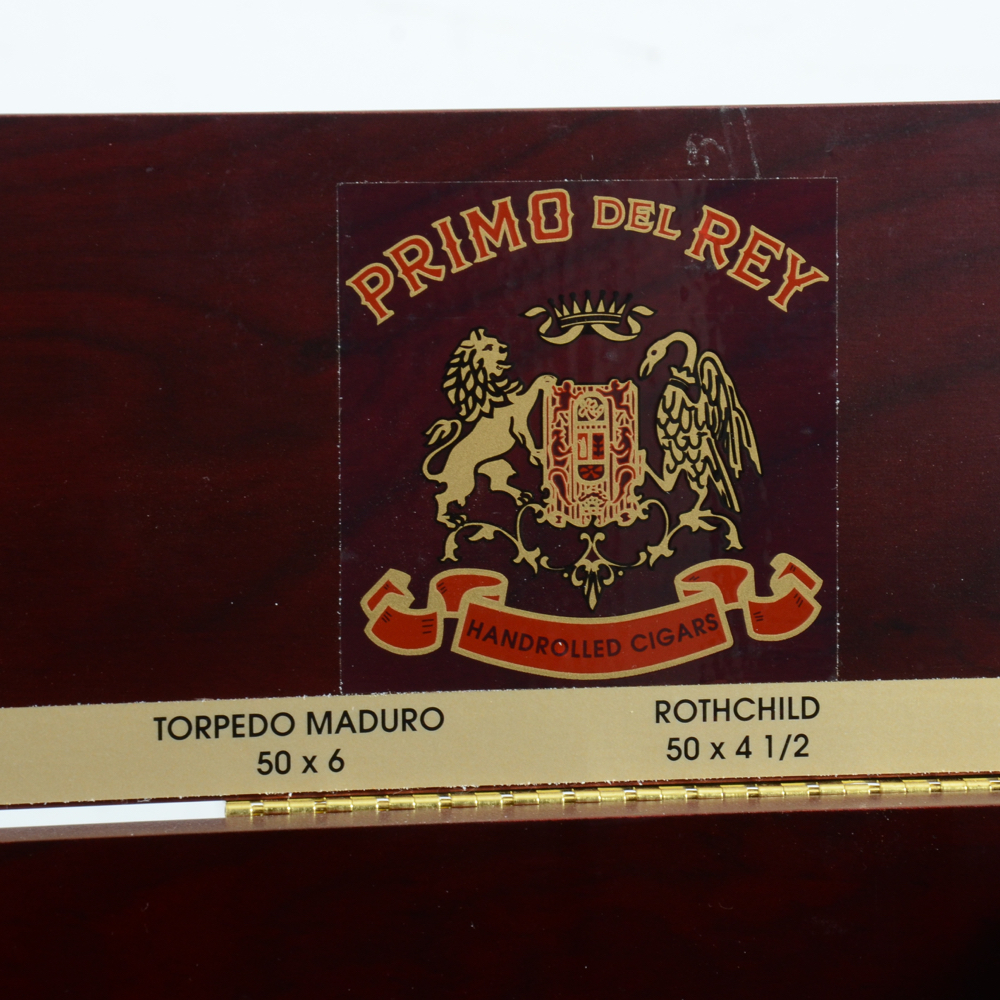 PRIMO DEL REY
HANDROLLED CIGARS
TORPEDO MADURO
50 x 6
ROTHCHILD
50 x 4 1/2